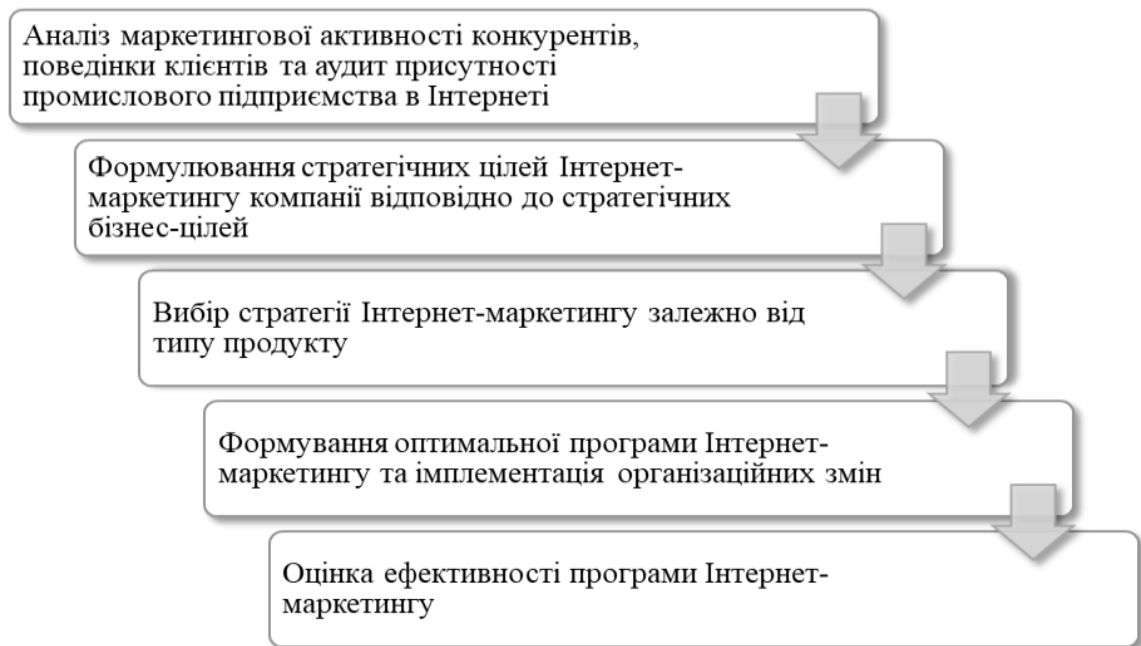 Аналіз маркетингової активності конкурентів,
поведінки клієнтів та аудит присутності
промислового підприємства в Інтернеті
Формулювання стратегічних цілей Інтернет-
маркетингу компанії відповідно до стратегічних
бізнес-цілей
Вибір стратегії Інтернет-маркетингу залежно від
типу продукту
Формування оптимальної програми Інтернет-
маркетингу та імплементація організаційних змін
Оцінка ефективності програми Інтернет-
маркетингу